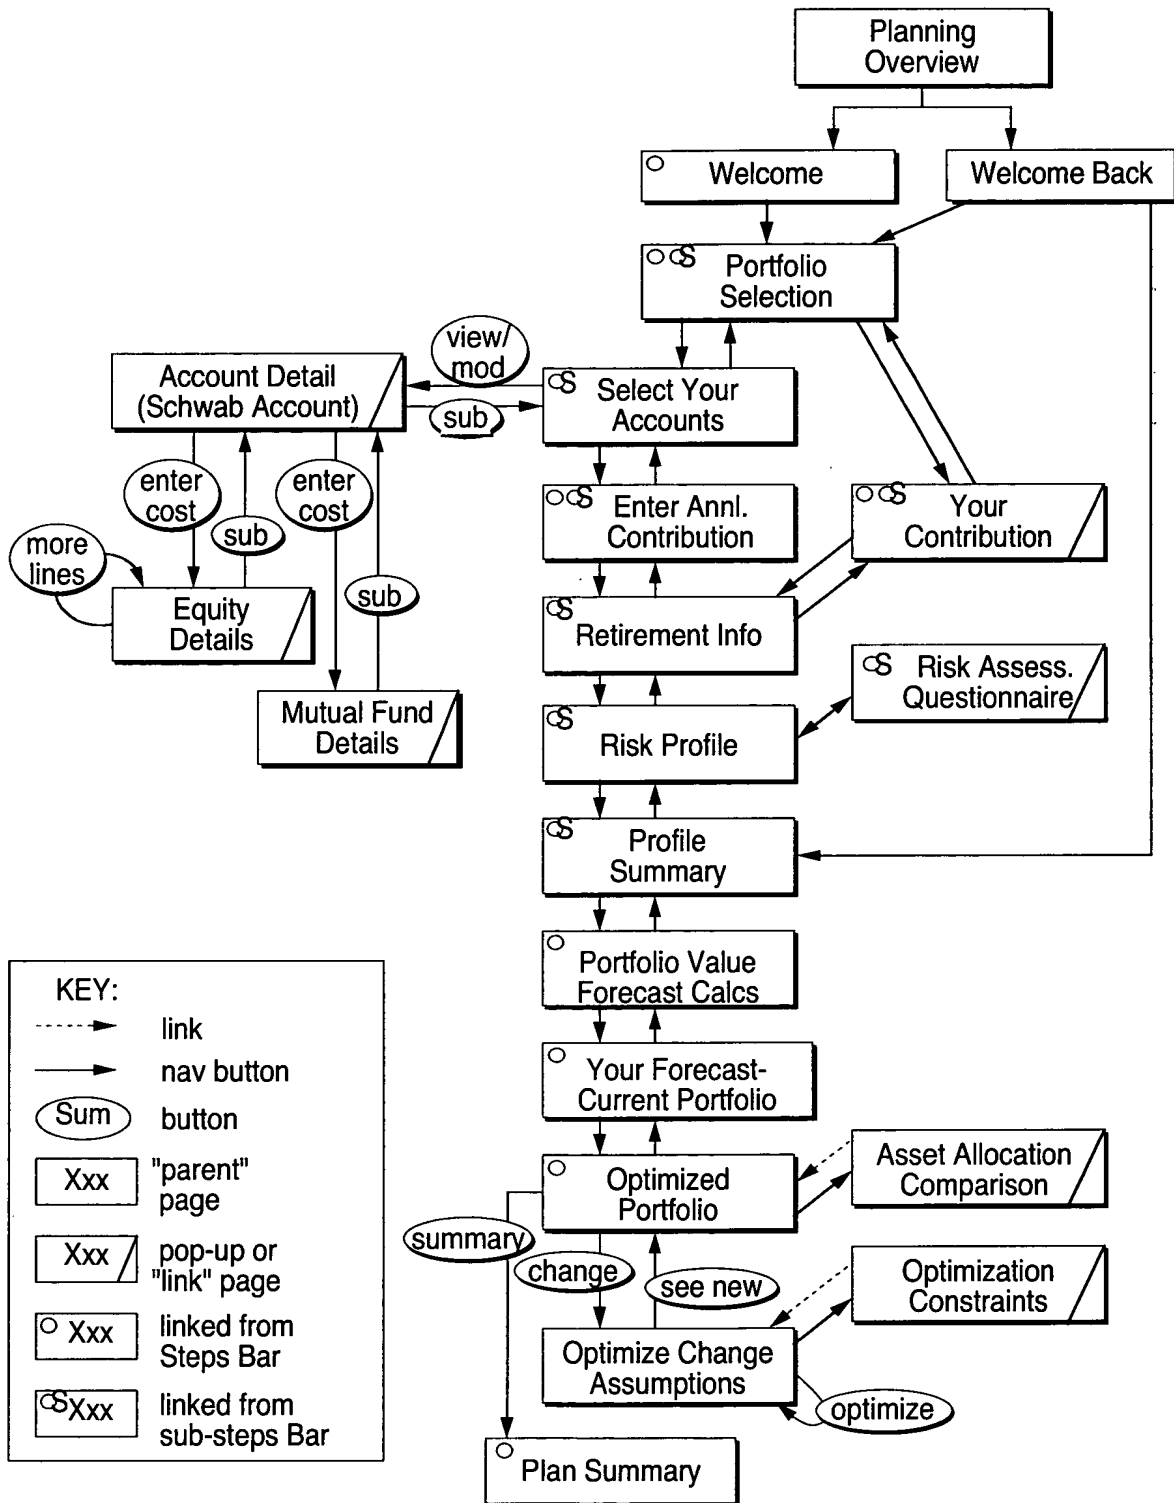 Planning
Overview
Welcome
Welcome Back
S
Portfolio
Selection
view/
mod
Account Detail
(Schwab Account)
sub
S
Select Your
Accounts
enter
cost
sub
enter
cost
sub
more
lines
Equity
Details
Mutual Fund
Details
S
Enter Annl.
Contribution
S
Your
Contribution
S
Retirement Info
S
Risk Assess.
Questionnaire
S
Risk Profile
S
Profile
Summary
Portfolio Value
Forecast Calcs
Your Forecast-
Current Portfolio
Optimized
Portfolio
Asset Allocation
Comparison
summary
change
see new
Optimization
Constraints
Optimize Change
Assumptions
optimize
Plan Summary
KEY:
link
nav button
Sum
button
Xxx
"parent"
page
Xxx
pop-up or
"link" page
Xxx
linked from
Steps Bar
S Xxx
linked from
sub-steps Bar